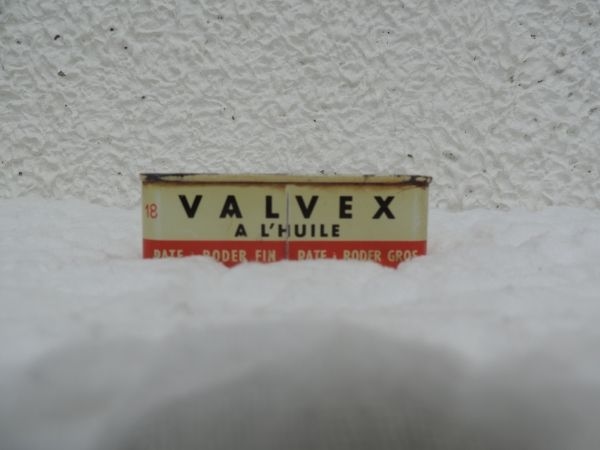 18 VALVEX
A L'HUILE
PATE A RODER FIN PATE A RODER GROS